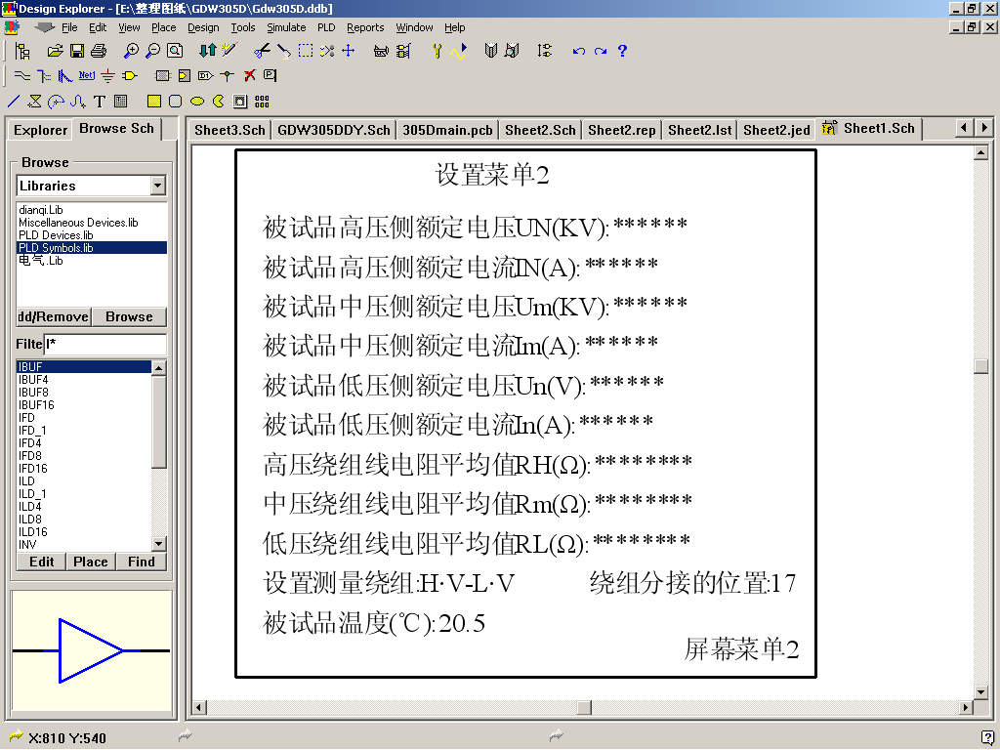 Design Explorer - [E:\整理图纸\GDW305D\Gdw305D.ddb]
File Edit View Place Design Tools Simulate PLD Reports Window Help
Net1
D1>
T
Explorer Browse Sch
Sheet3.Sch GDW305DDY.Sch 305Dmain.pcb Sheet2.Sch Sheet2.rep Sheet2.lst Sheet2.jed Sheet1.Sch
Browse
Libraries
dianqi.Lib
Miscellaneous Devices.lib
PLD Devices.lib
PLD Symbols.lib
电气.Lib
dd/Remove Browse
Filte I*
IBUF
IBUF4
IBUF8
IBUF16
IFD
IFD_1
IFD4
IFD8
IFD16
ILD
ILD_1
ILD4
ILD8
ILD16
INV
Edit Place Find
设置菜单2
被试品高压侧额定电压UN(KV):******
被试品高压侧额定电流IN(A):******
被试品中压侧额定电压Um(KV):******
被试品中压侧额定电流Im(A):******
被试品低压侧额定电压Un(V):******
被试品低压侧额定电流In(A):******
高压绕组线电阻平均值RH(Ω):********
中压绕组线电阻平均值Rm(Ω):********
低压绕组线电阻平均值RL(Ω):********
设置测量绕组:H·V-L·V 绕组分接的位置:17
被试品温度(℃):20.5
屏幕菜单2
X:810 Y:540